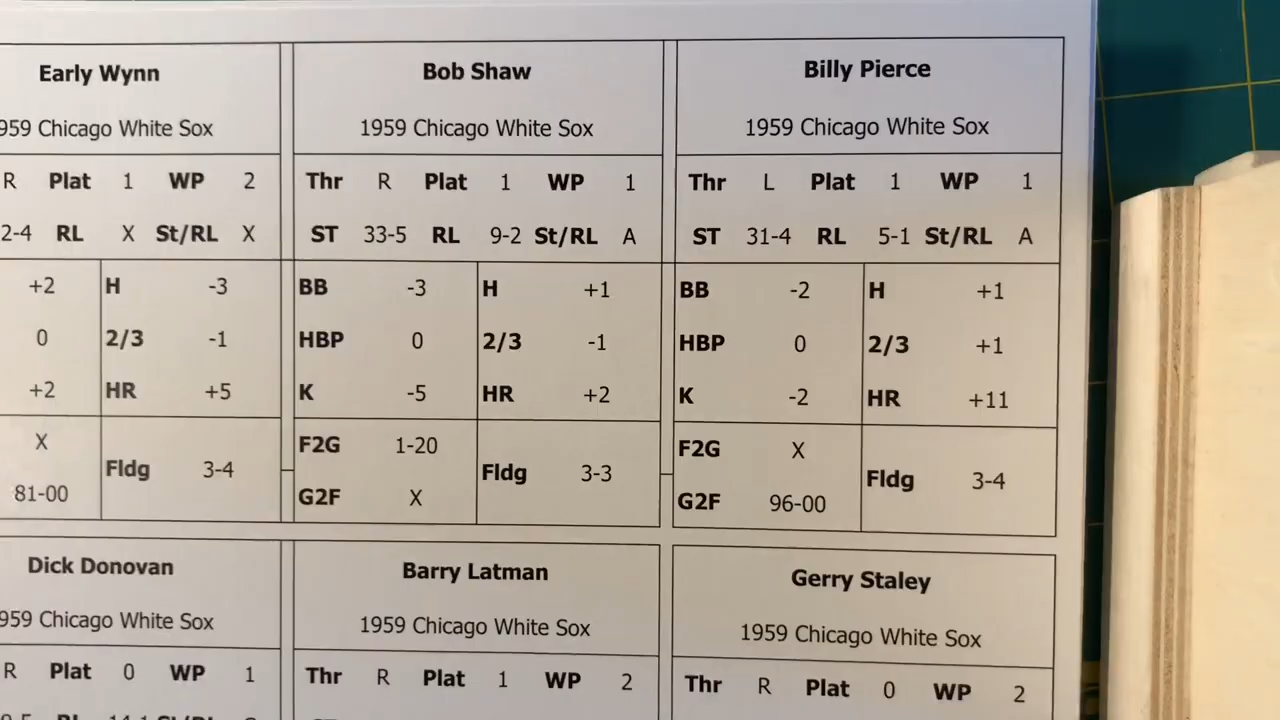 Early Wynn
959 Chicago White Sox
R Plat 1 WP 2
2-4 RL X St/RL X
+2 H -3
0 2/3 -1
+2 HR +5
X
Fldg 3-4
81-00
Bob Shaw
1959 Chicago White Sox
Thr R Plat 1 WP 1
ST 33-5 RL 9-2 St/RL A
BB -3 H +1
HBP 0 2/3 -1
K -5 HR +2
F2G 1-20
Fldg 3-3
G2F X
Billy Pierce
1959 Chicago White Sox
Thr L Plat 1 WP 1
ST 31-4 RL 5-1 St/RL A
BB -2 H +1
HBP 0 2/3 +1
K -2 HR +11
F2G X
Fldg 3-4
G2F 96-00
Dick Donovan
959 Chicago White Sox
R Plat 0 WP 1
Barry Latman
1959 Chicago White Sox
Thr R Plat 1 WP 2
Gerry Staley
1959 Chicago White Sox
Thr R Plat 0 WP 2